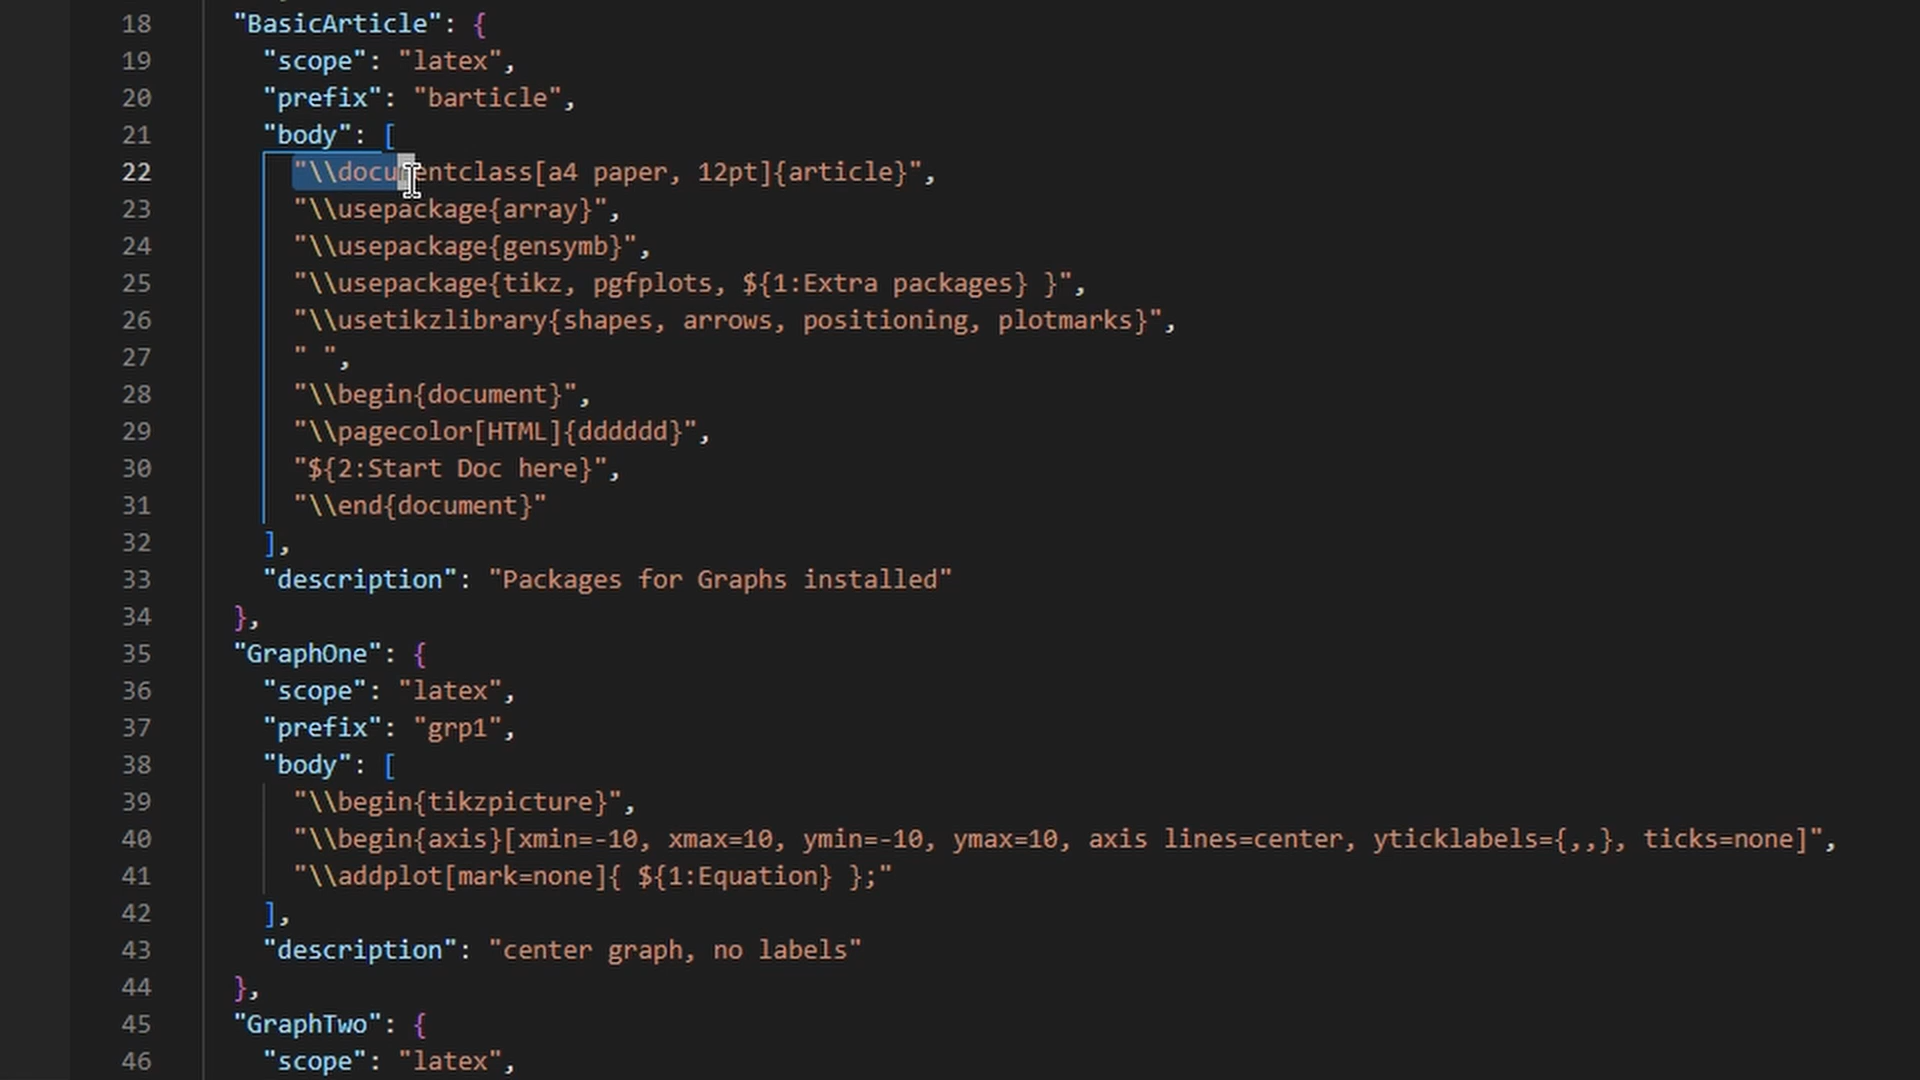 18 "BasicArticle": {
19 "scope": "latex",
20 "prefix": "barticle",
21 "body": [
22 "\\documentclass[a4 paper, 12pt]{article}",
23 "\\usepackage{array}",
24 "\\usepackage{gensymb}",
25 "\\usepackage{tikz, pgfplots, ${1:Extra packages} }",
26 "\\usetikzlibrary{shapes, arrows, positioning, plotmarks}",
27 " ",
28 "\\begin{document}",
29 "\\pagecolor[HTML]{dddddd}",
30 "${2:Start Doc here}",
31 "\\end{document}"
32 ],
33 "description": "Packages for Graphs installed"
34 },
35 "GraphOne": {
36 "scope": "latex",
37 "prefix": "grp1",
38 "body": [
39 "\\begin{tikzpicture}",
40 "\\begin{axis}[xmin=-10, xmax=10, ymin=-10, ymax=10, axis lines=center, yticklabels={,,}, ticks=none]",
41 "\\addplot[mark=none]{ ${1:Equation} };"
42 ],
43 "description": "center graph, no labels"
44 },
45 "GraphTwo": {
46 "scope": "latex",